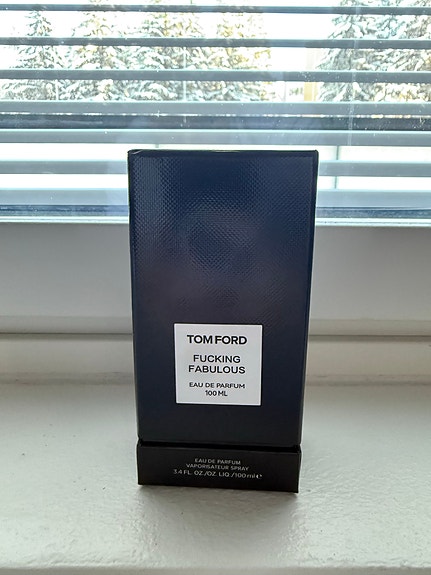 TOM FORD
FUCKING
FABULOUS
EAU DE PARFUM
100 ML
EAU DE PARFUM
VAPORISATEUR SPRAY
3.4 FL. OZ./OZ. LIQ./100 ml ℮